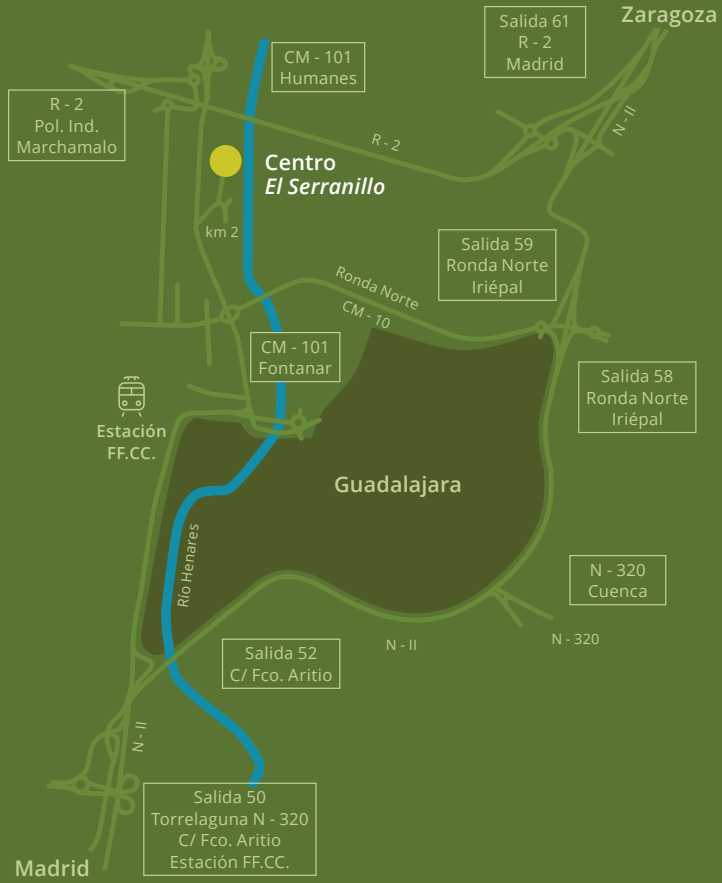 Zaragoza
Salida 61
R - 2
Madrid
CM - 101
Humanes
R - 2
Pol. Ind.
Marchamalo
R - 2
N - II
Centro
El Serranillo
km 2
Salida 59
Ronda Norte
Iriépal
Ronda Norte
CM - 10
CM - 101
Fontanar
Salida 58
Ronda Norte
Iriépal
Estación
FF.CC.
Guadalajara
Río Henares
N - 320
Cuenca
N - 320
N - II
Salida 52
C/ Fco. Aritio
N - II
Salida 50
Torrelaguna N - 320
C/ Fco. Aritio
Estación FF.CC.
Madrid